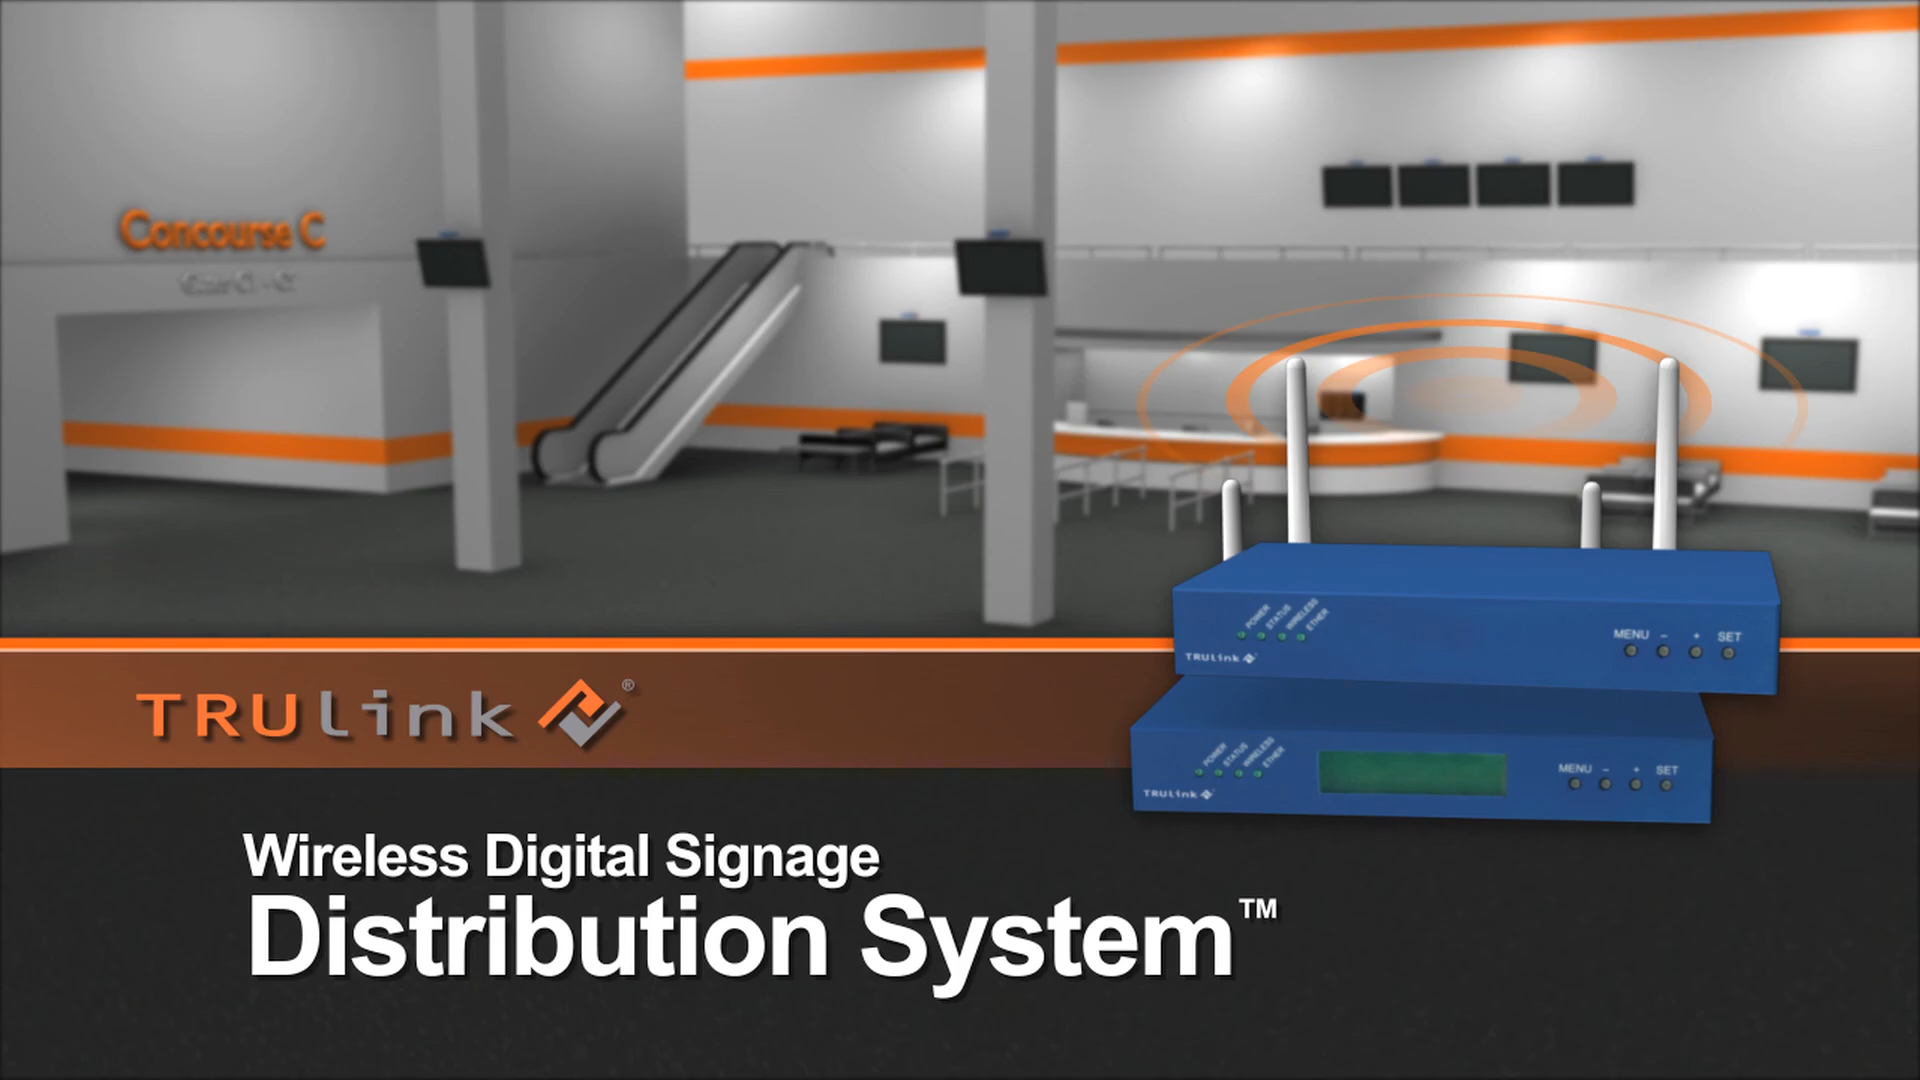 Concourse C
TRULink ®
Wireless Digital Signage
Distribution System™
POWER
STATUS
WIRELESS
ETHER
TRULink
MENU - + SET
POWER
STATUS
WIRELESS
ETHER
TRULink
MENU - + SET